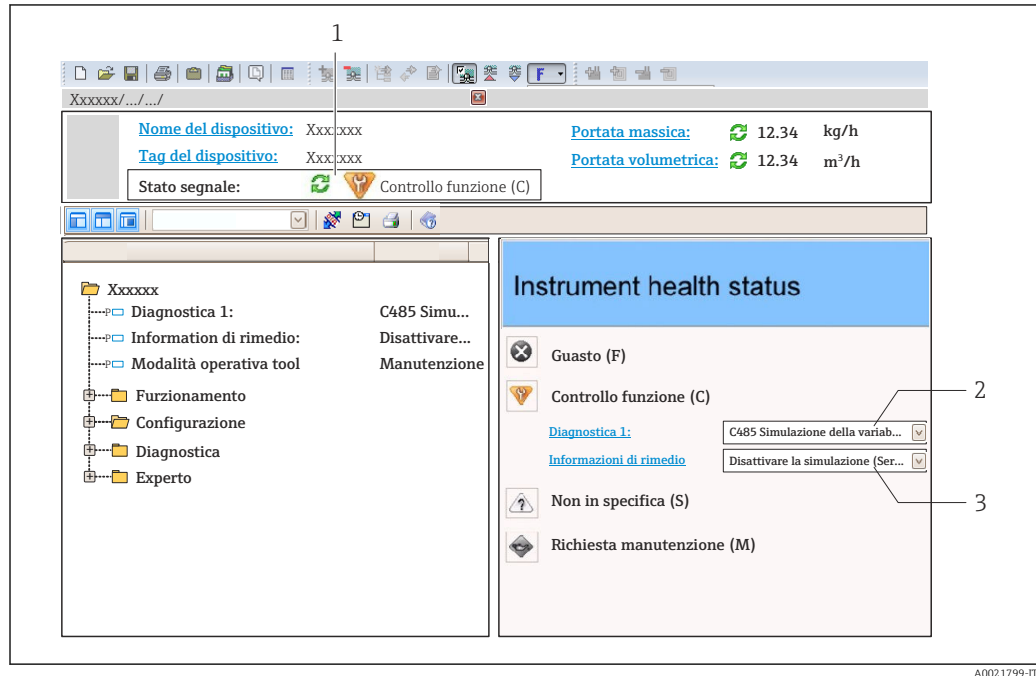 1
F
Xxxxxx/.../.../
Nome del dispositivo: Xxxxxxx Portata massica: 12.34 kg/h
Tag del dispositivo: Xxxxxxx Portata volumetrica: 12.34 m³/h
Stato segnale: Controllo funzione (C)
Xxxxxx
P Diagnostica 1: C485 Simu...
P Information di rimedio: Disattivare...
P Modalità operativa tool Manutenzione
Furzionamento
Configurazione
Diagnostica
Experto
Instrument health status
Guasto (F)
Controllo funzione (C) 2
Diagnostica 1: C485 Simulazione della variab...
Informazioni di rimedio Disattivare la simulazione (Ser...
Non in specifica (S) 3
Richiesta manutenzione (M)
A0021799-IT